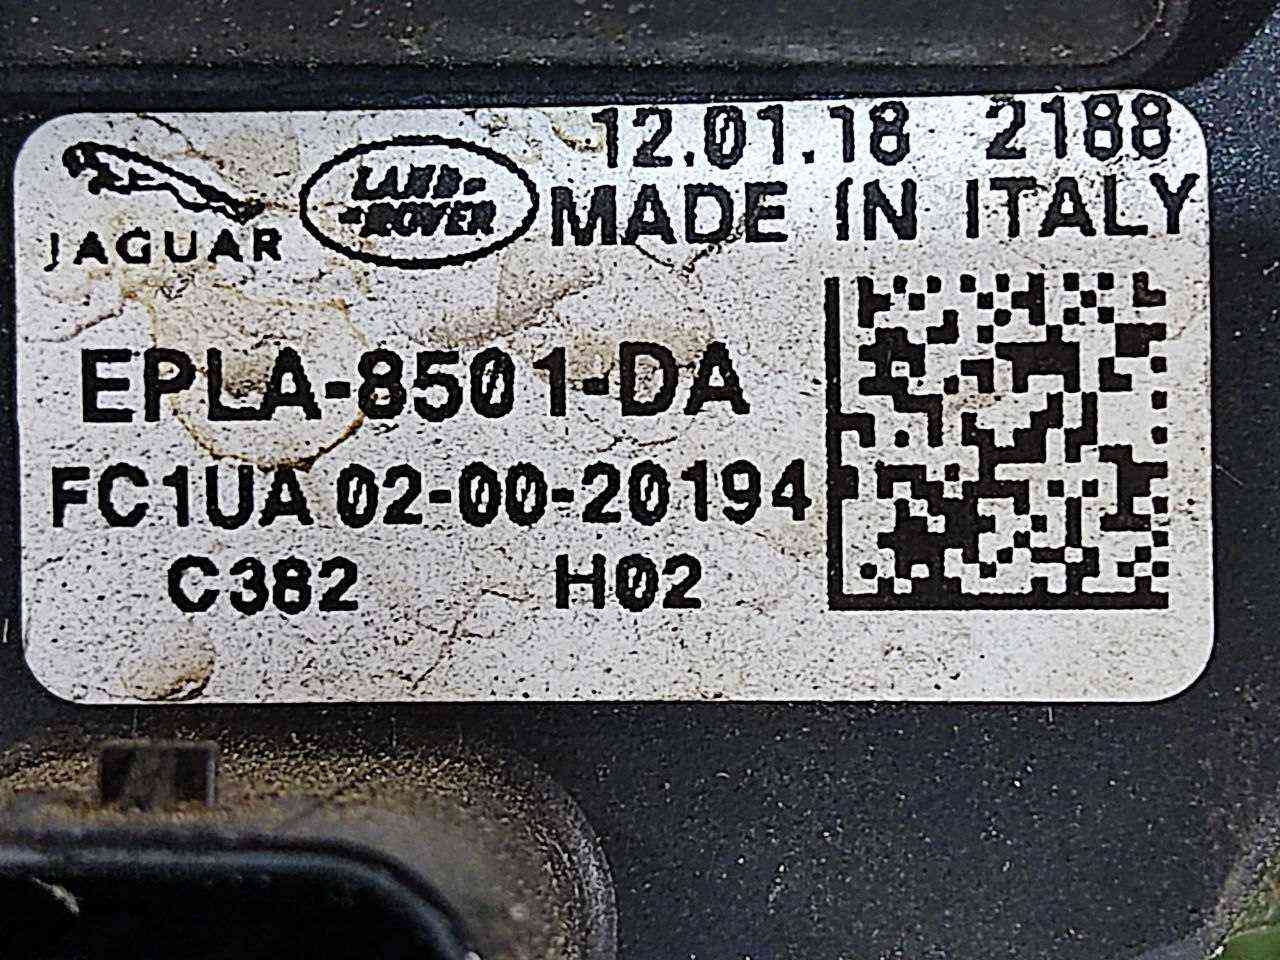 12.01.18 2188
JAGUAR
LAND-
-ROVER
MADE IN ITALY
EPLA-8501-DA
FC1UA 02-00-20194
C382 H02